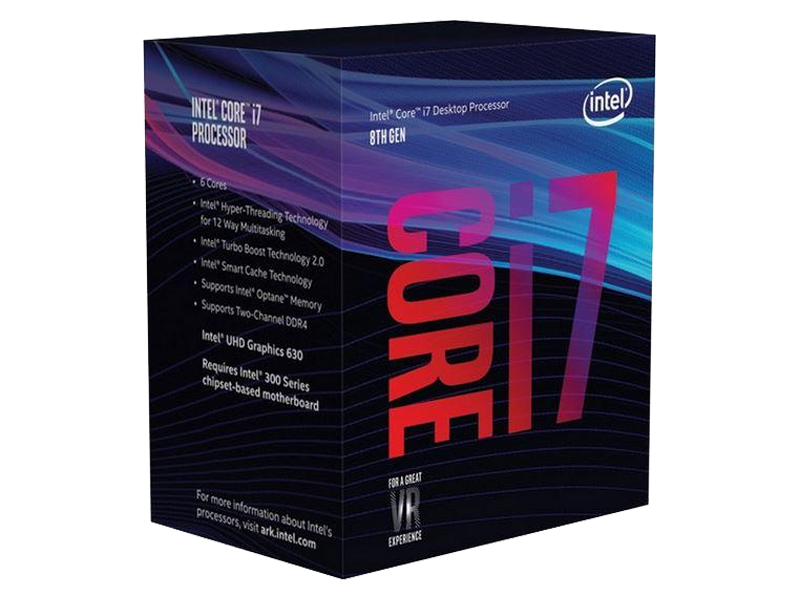 INTEL® CORE™ i7
PROCESSOR
• 6 Cores
• Intel® Hyper-Threading Technology
for 12 Way Multitasking
• Intel® Turbo Boost Technology 2.0
• Intel® Smart Cache Technology
• Supports Intel® Optane™ Memory
• Supports Two-Channel DDR4
Intel® UHD Graphics 630
Requires Intel® 300 Series
chipset-based motherboard
For more information about Intel's
processors, visit ark.intel.com
Intel® Core™ i7 Desktop Processor
8TH GEN
intel®
CORE i7
FOR A GREAT
VR
EXPERIENCE